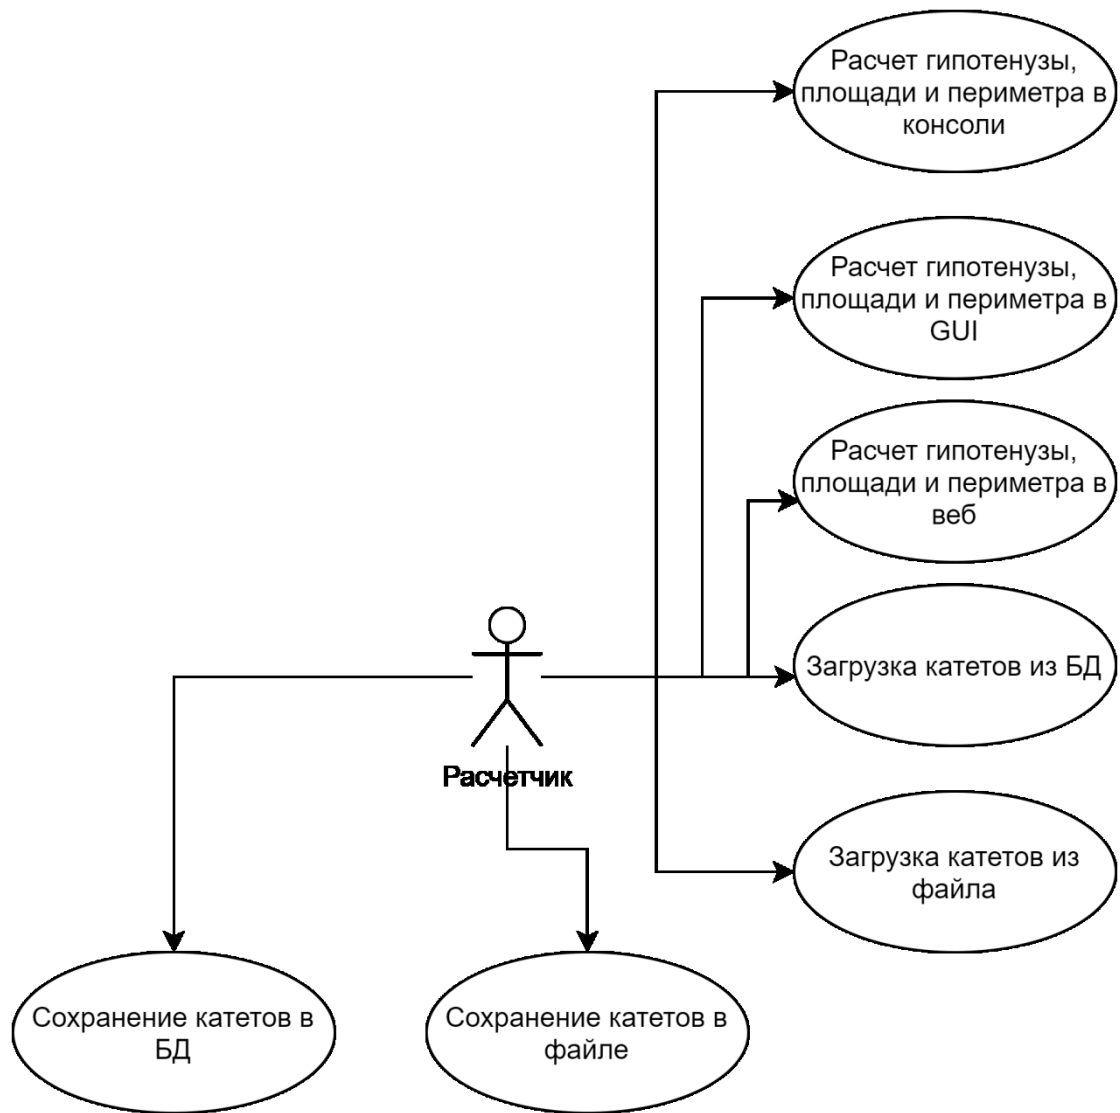 Расчет гипотенузы,
площади и периметра в
консоли
Расчет гипотенузы,
площади и периметра в
GUI
Расчет гипотенузы,
площади и периметра в
веб
Загрузка катетов из БД
Расчетчик
Загрузка катетов из
файла
Сохранение катетов в
БД
Сохранение катетов в
файле